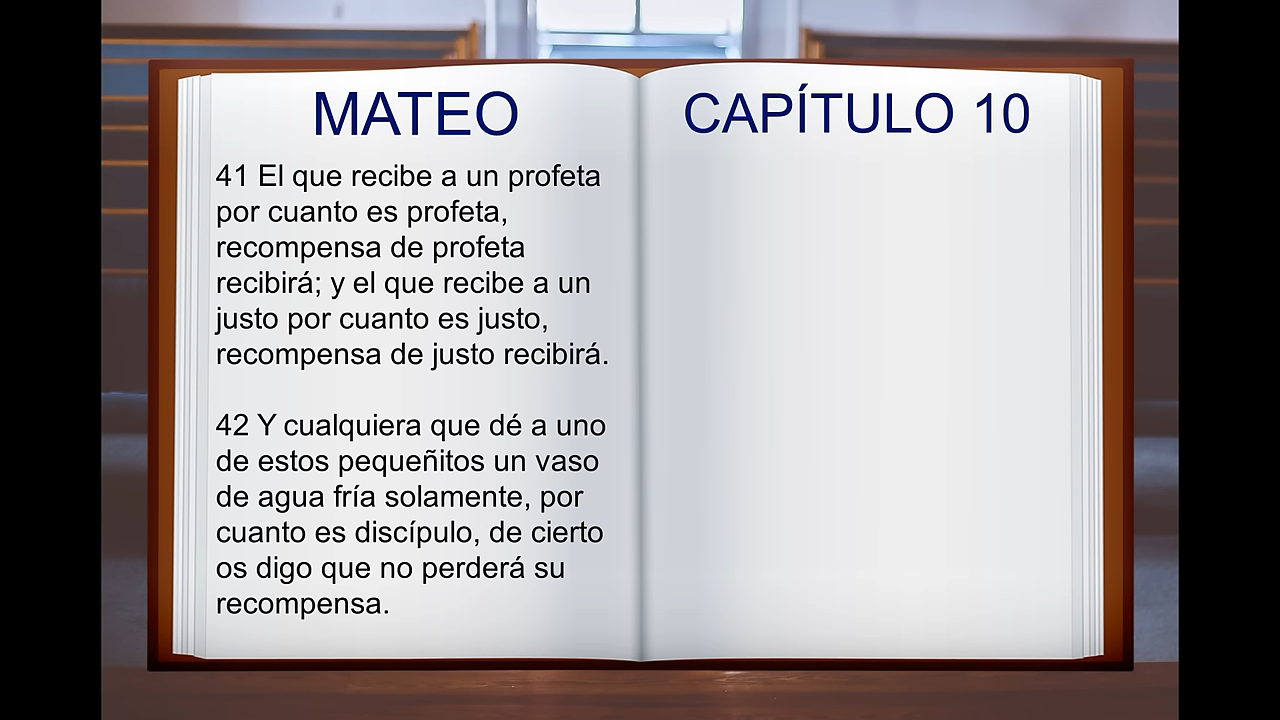 MATEO
CAPÍTULO 10
41 El que recibe a un profeta
por cuanto es profeta,
recompensa de profeta
recibirá; y el que recibe a un
justo por cuanto es justo,
recompensa de justo recibirá.
42 Y cualquiera que dé a uno
de estos pequeñitos un vaso
de agua fría solamente, por
cuanto es discípulo, de cierto
os digo que no perderá su
recompensa.